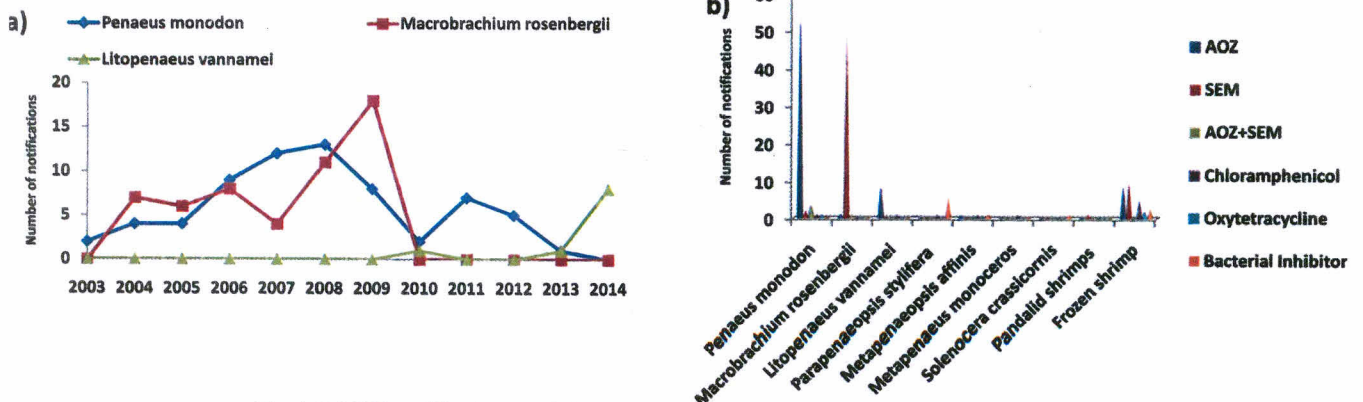 a)
Penaeus monodon
Macrobrachium rosenbergii
Litopenaeus vannamei
Number of notifications
20
15
10
5
0
2003 2004 2005 2006 2007 2008 2009 2010 2011 2012 2013 2014
b)
Number of notifications
50
40
30
20
10
0
Penaeus monodon
Macrobrachium rosenbergii
Litopenaeus vannamei
Parapenaeopsis stylifera
Metapenaeopsis affinis
Metapenaeus monoceros
Solenocera crassicornis
Pandalid shrimps
Frozen shrimp
AOZ
SEM
AOZ+SEM
Chloramphenicol
Oxytetracycline
Bacterial Inhibitor